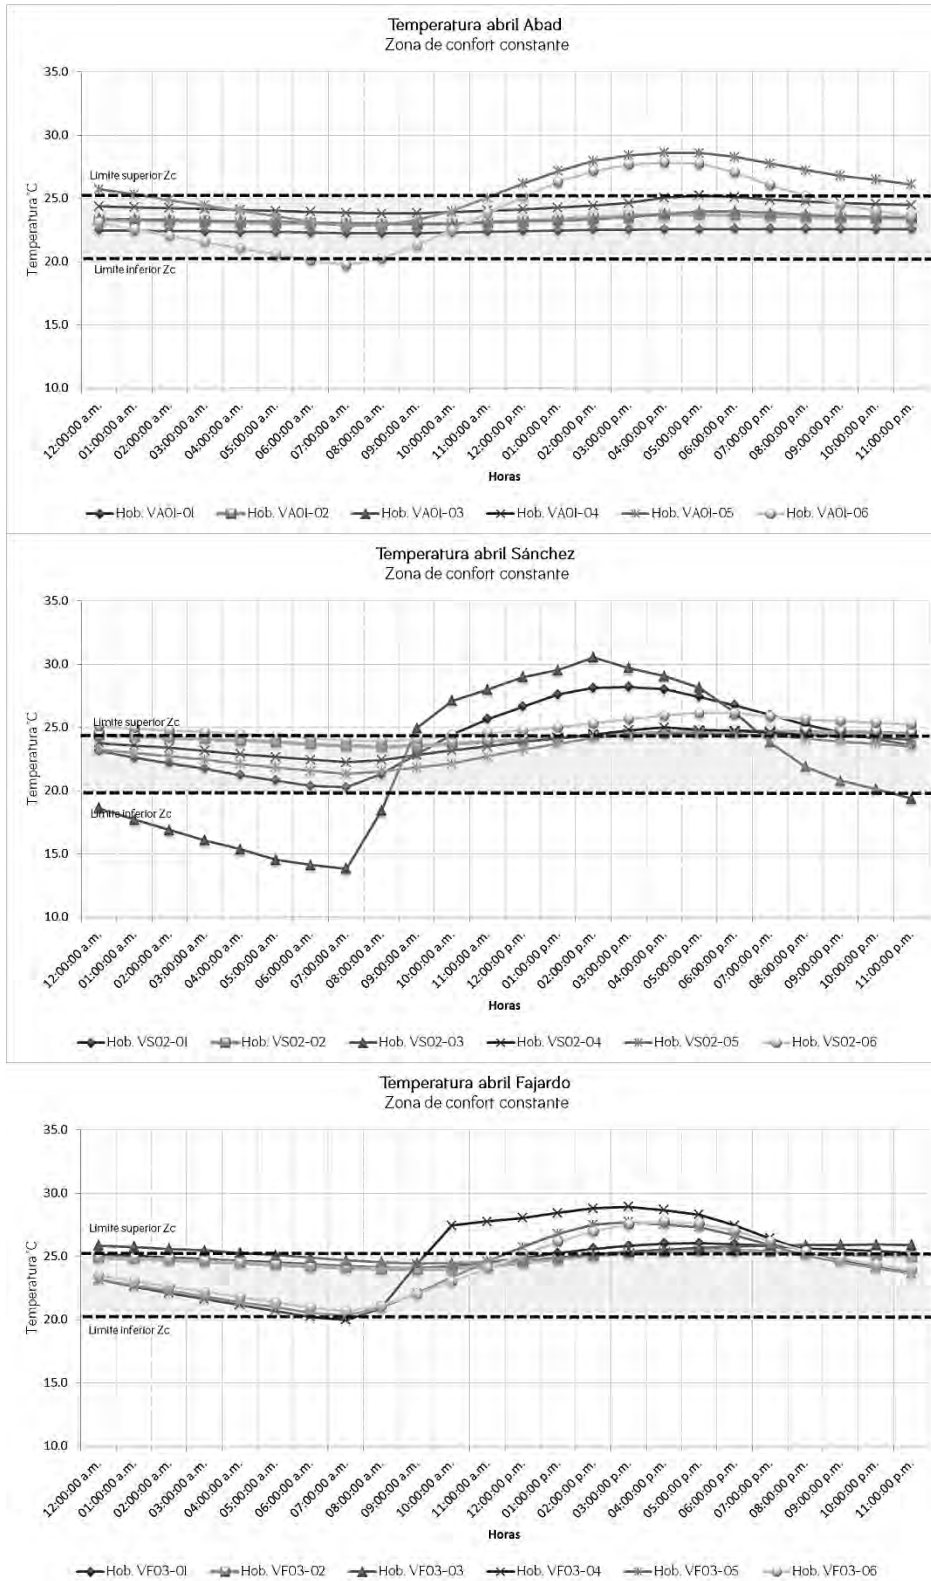 Temperatura abril Abad
Zona de confort constante
35.0
30.0
25.0
20.0
15.0
10.0
Temperatura °C
Limite superior Zc
Limite inferior Zc
12:00:00 a.m.
01:00:00 a.m.
02:00:00 a.m.
03:00:00 a.m.
04:00:00 a.m.
05:00:00 a.m.
06:00:00 a.m.
07:00:00 a.m.
08:00:00 a.m.
09:00:00 a.m.
10:00:00 a.m.
11:00:00 a.m.
12:00:00 p.m.
01:00:00 p.m.
02:00:00 p.m.
03:00:00 p.m.
04:00:00 p.m.
05:00:00 p.m.
06:00:00 p.m.
07:00:00 p.m.
08:00:00 p.m.
09:00:00 p.m.
10:00:00 p.m.
11:00:00 p.m.
Horas
Hob. VA01-01 Hob. VA01-02 Hob. VA01-03 Hob. VA01-04 Hob. VA01-05 Hob. VA01-06
Temperatura abril Sánchez
Zona de confort constante
35.0
30.0
25.0
20.0
15.0
10.0
Temperatura °C
Limite superior Zc
Limite inferior Zc
12:00:00 a.m.
01:00:00 a.m.
02:00:00 a.m.
03:00:00 a.m.
04:00:00 a.m.
05:00:00 a.m.
06:00:00 a.m.
07:00:00 a.m.
08:00:00 a.m.
09:00:00 a.m.
10:00:00 a.m.
11:00:00 a.m.
12:00:00 p.m.
01:00:00 p.m.
02:00:00 p.m.
03:00:00 p.m.
04:00:00 p.m.
05:00:00 p.m.
06:00:00 p.m.
07:00:00 p.m.
08:00:00 p.m.
09:00:00 p.m.
10:00:00 p.m.
11:00:00 p.m.
Horas
Hob. VS02-01 Hob. VS02-02 Hob. VS02-03 Hob. VS02-04 Hob. VS02-05 Hob. VS02-06
Temperatura abril Fajardo
Zona de confort constante
35.0
30.0
25.0
20.0
15.0
10.0
Temperatura °C
Limite superior Zc
Limite inferior Zc
12:00:00 a.m.
01:00:00 a.m.
02:00:00 a.m.
03:00:00 a.m.
04:00:00 a.m.
05:00:00 a.m.
06:00:00 a.m.
07:00:00 a.m.
08:00:00 a.m.
09:00:00 a.m.
10:00:00 a.m.
11:00:00 a.m.
12:00:00 p.m.
01:00:00 p.m.
02:00:00 p.m.
03:00:00 p.m.
04:00:00 p.m.
05:00:00 p.m.
06:00:00 p.m.
07:00:00 p.m.
08:00:00 p.m.
09:00:00 p.m.
10:00:00 p.m.
11:00:00 p.m.
Horas
Hob. VF03-01 Hob. VF03-02 Hob. VF03-03 Hob. VF03-04 Hob. VF03-05 Hob. VF03-06